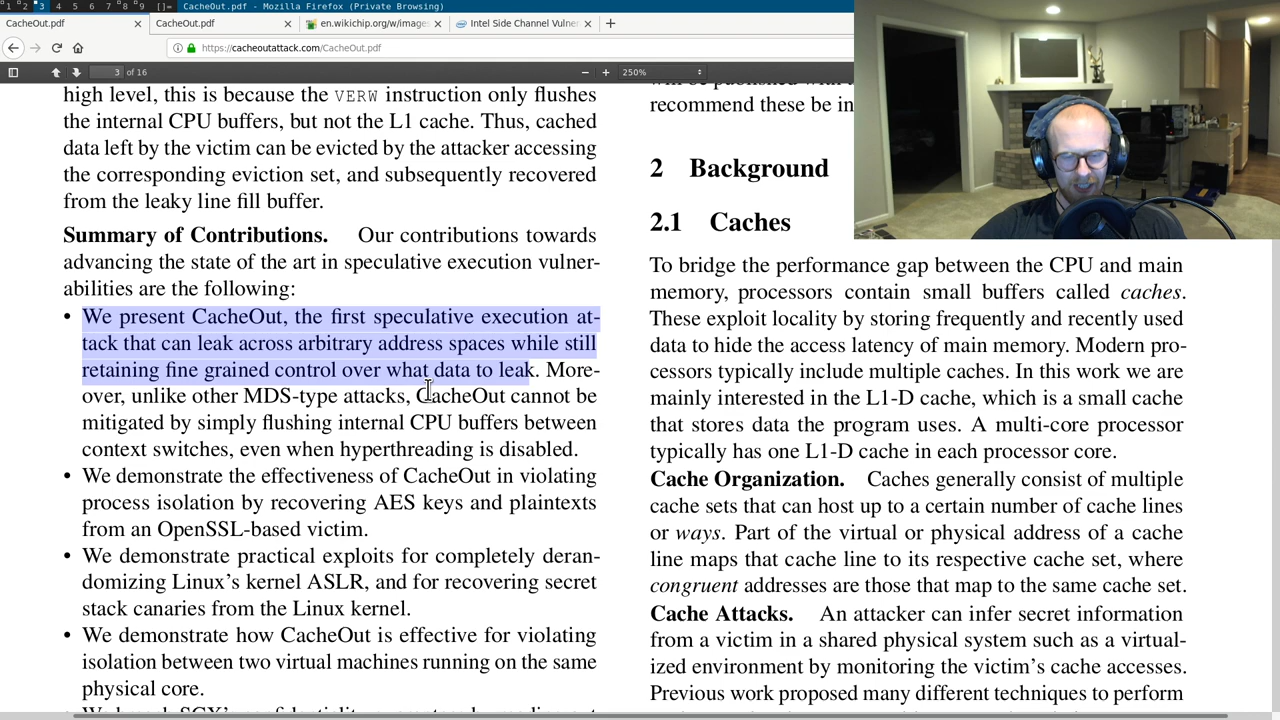 1 2 3 4 5 6 7 8 9 []= CacheOut.pdf - Mozilla Firefox (Private Browsing)
CacheOut.pdf × CacheOut.pdf × en.wikichip.org/w/images × Intel Side Channel Vulner × +
https://cacheoutattack.com/CacheOut.pdf
3 of 16 − + 250%
high level, this is because the VERW instruction only flushes
the internal CPU buffers, but not the L1 cache. Thus, cached
data left by the victim can be evicted by the attacker accessing
the corresponding eviction set, and subsequently recovered
from the leaky line fill buffer.
Summary of Contributions. Our contributions towards
advancing the state of the art in speculative execution vulner-
abilities are the following:
• We present CacheOut, the first speculative execution at-
tack that can leak across arbitrary address spaces while still
retaining fine grained control over what data to leak. More-
over, unlike other MDS-type attacks, CacheOut cannot be
mitigated by simply flushing internal CPU buffers between
context switches, even when hyperthreading is disabled.
• We demonstrate the effectiveness of CacheOut in violating
process isolation by recovering AES keys and plaintexts
from an OpenSSL-based victim.
• We demonstrate practical exploits for completely deran-
domizing Linux's kernel ASLR, and for recovering secret
stack canaries from the Linux kernel.
• We demonstrate how CacheOut is effective for violating
isolation between two virtual machines running on the same
physical core.
recommend these be in
2 Background
2.1 Caches
To bridge the performance gap between the CPU and main
memory, processors contain small buffers called caches.
These exploit locality by storing frequently and recently used
data to hide the access latency of main memory. Modern pro-
cessors typically include multiple caches. In this work we are
mainly interested in the L1-D cache, which is a small cache
that stores data the program uses. A multi-core processor
typically has one L1-D cache in each processor core.
Cache Organization. Caches generally consist of multiple
cache sets that can host up to a certain number of cache lines
or ways. Part of the virtual or physical address of a cache
line maps that cache line to its respective cache set, where
congruent addresses are those that map to the same cache set.
Cache Attacks. An attacker can infer secret information
from a victim in a shared physical system such as a virtual-
ized environment by monitoring the victim's cache accesses.
Previous work proposed many different techniques to perform